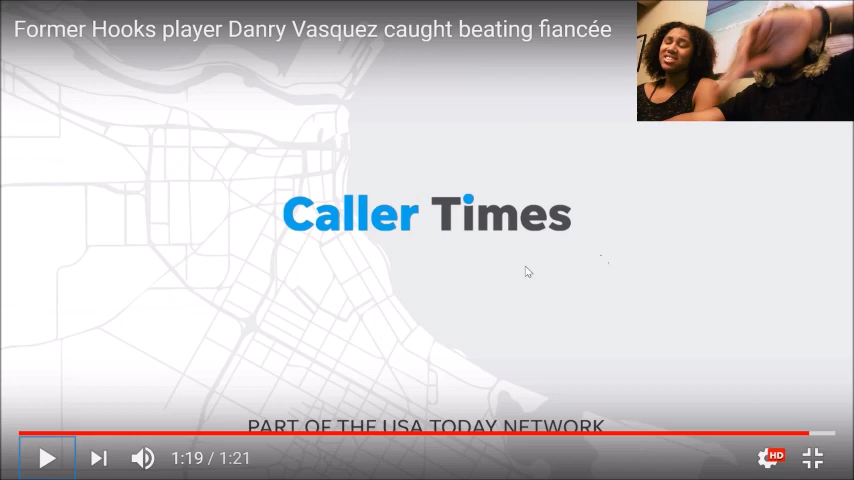 Former Hooks player Danry Vasquez caught beating fiancée
Caller Times
PART OF THE USA TODAY NETWORK
1:19 / 1:21
HD